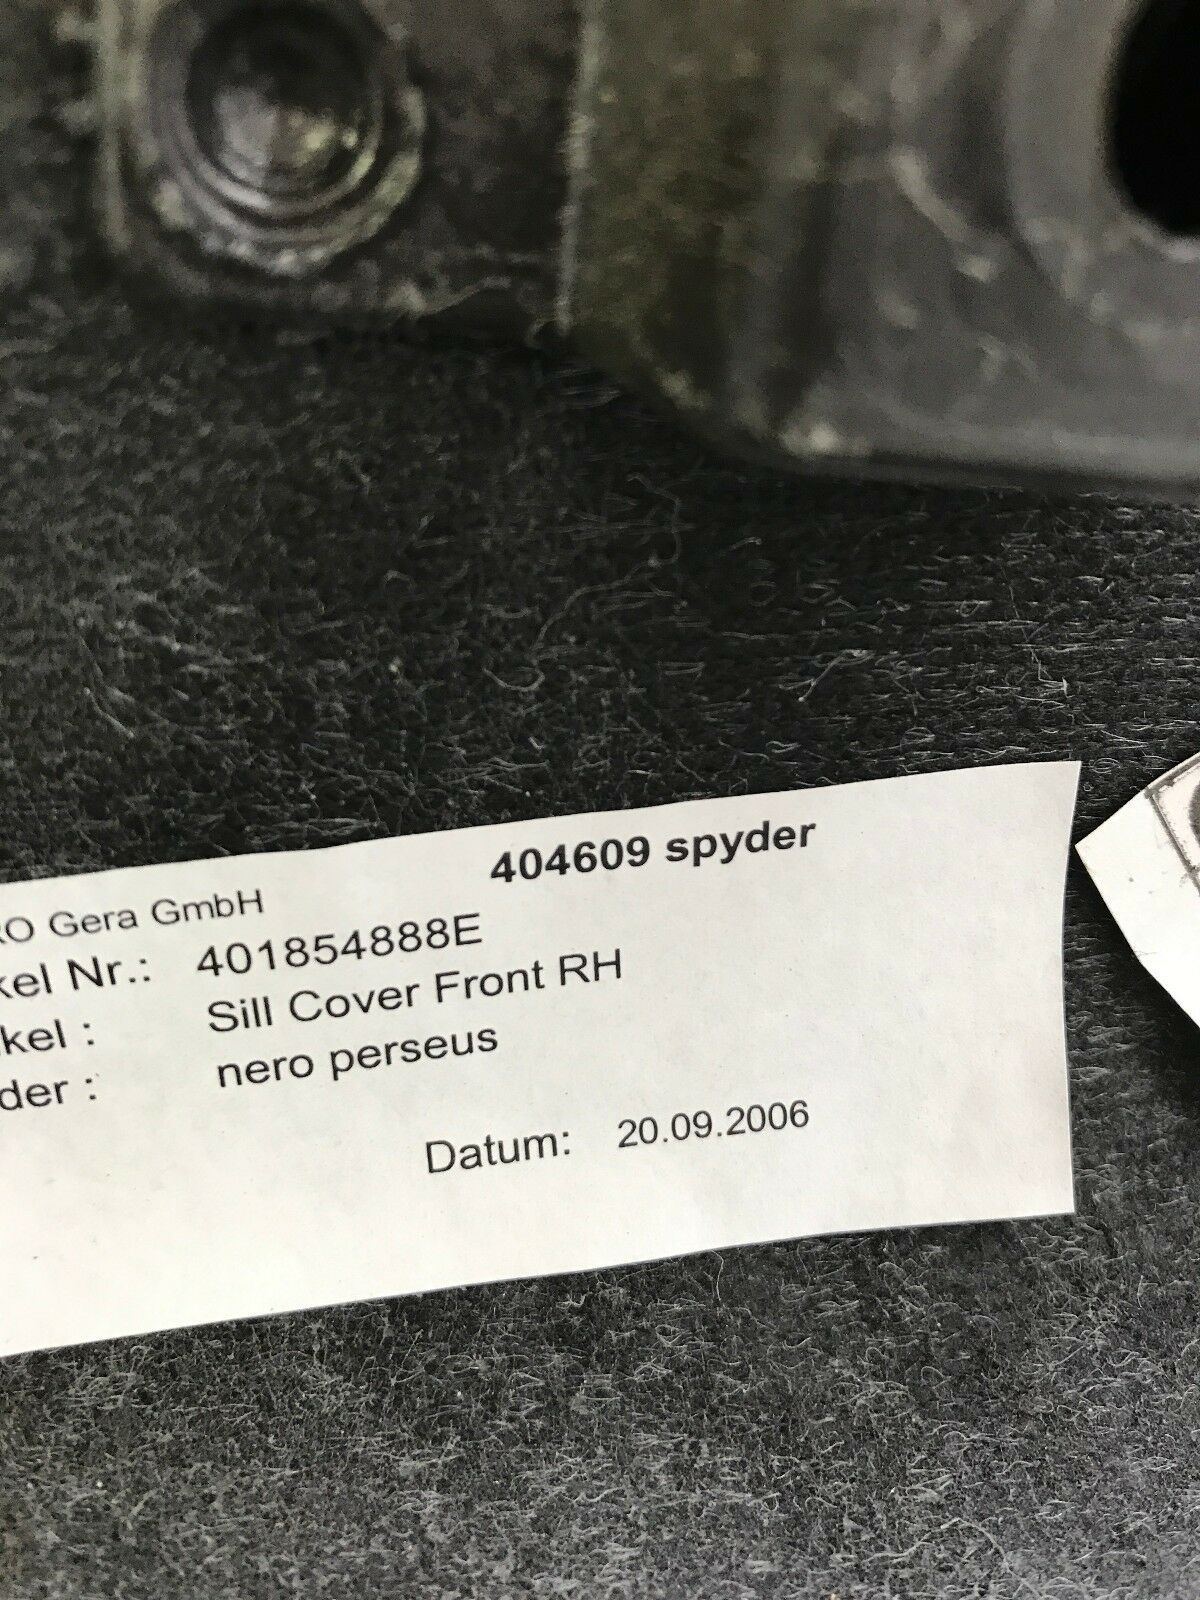 404609 spyder
RO Gera GmbH
kel Nr.: 401854888E
kel : Sill Cover Front RH
der : nero perseus
Datum: 20.09.2006